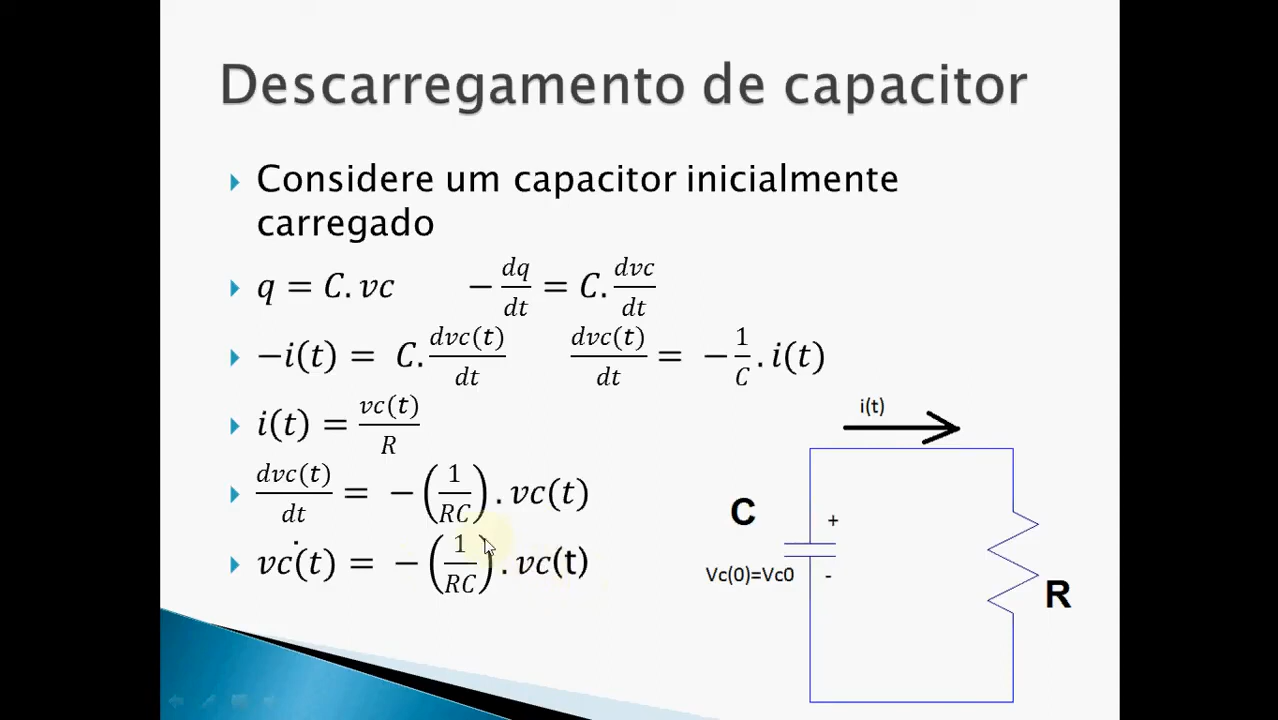 Descarregamento de capacitor
Considere um capacitor inicialmente
carregado
q = C.vc    −dq/dt = C.dvc/dt
−i(t) = C.dvc(t)/dt    dvc(t)/dt = −1/C.i(t)
i(t) = vc(t)/R
dvc(t)/dt = −(1/RC).vc(t)
vċ(t) = −(1/RC).vc(t)
i(t)
C
+
Vc(0)=Vc0
-
R